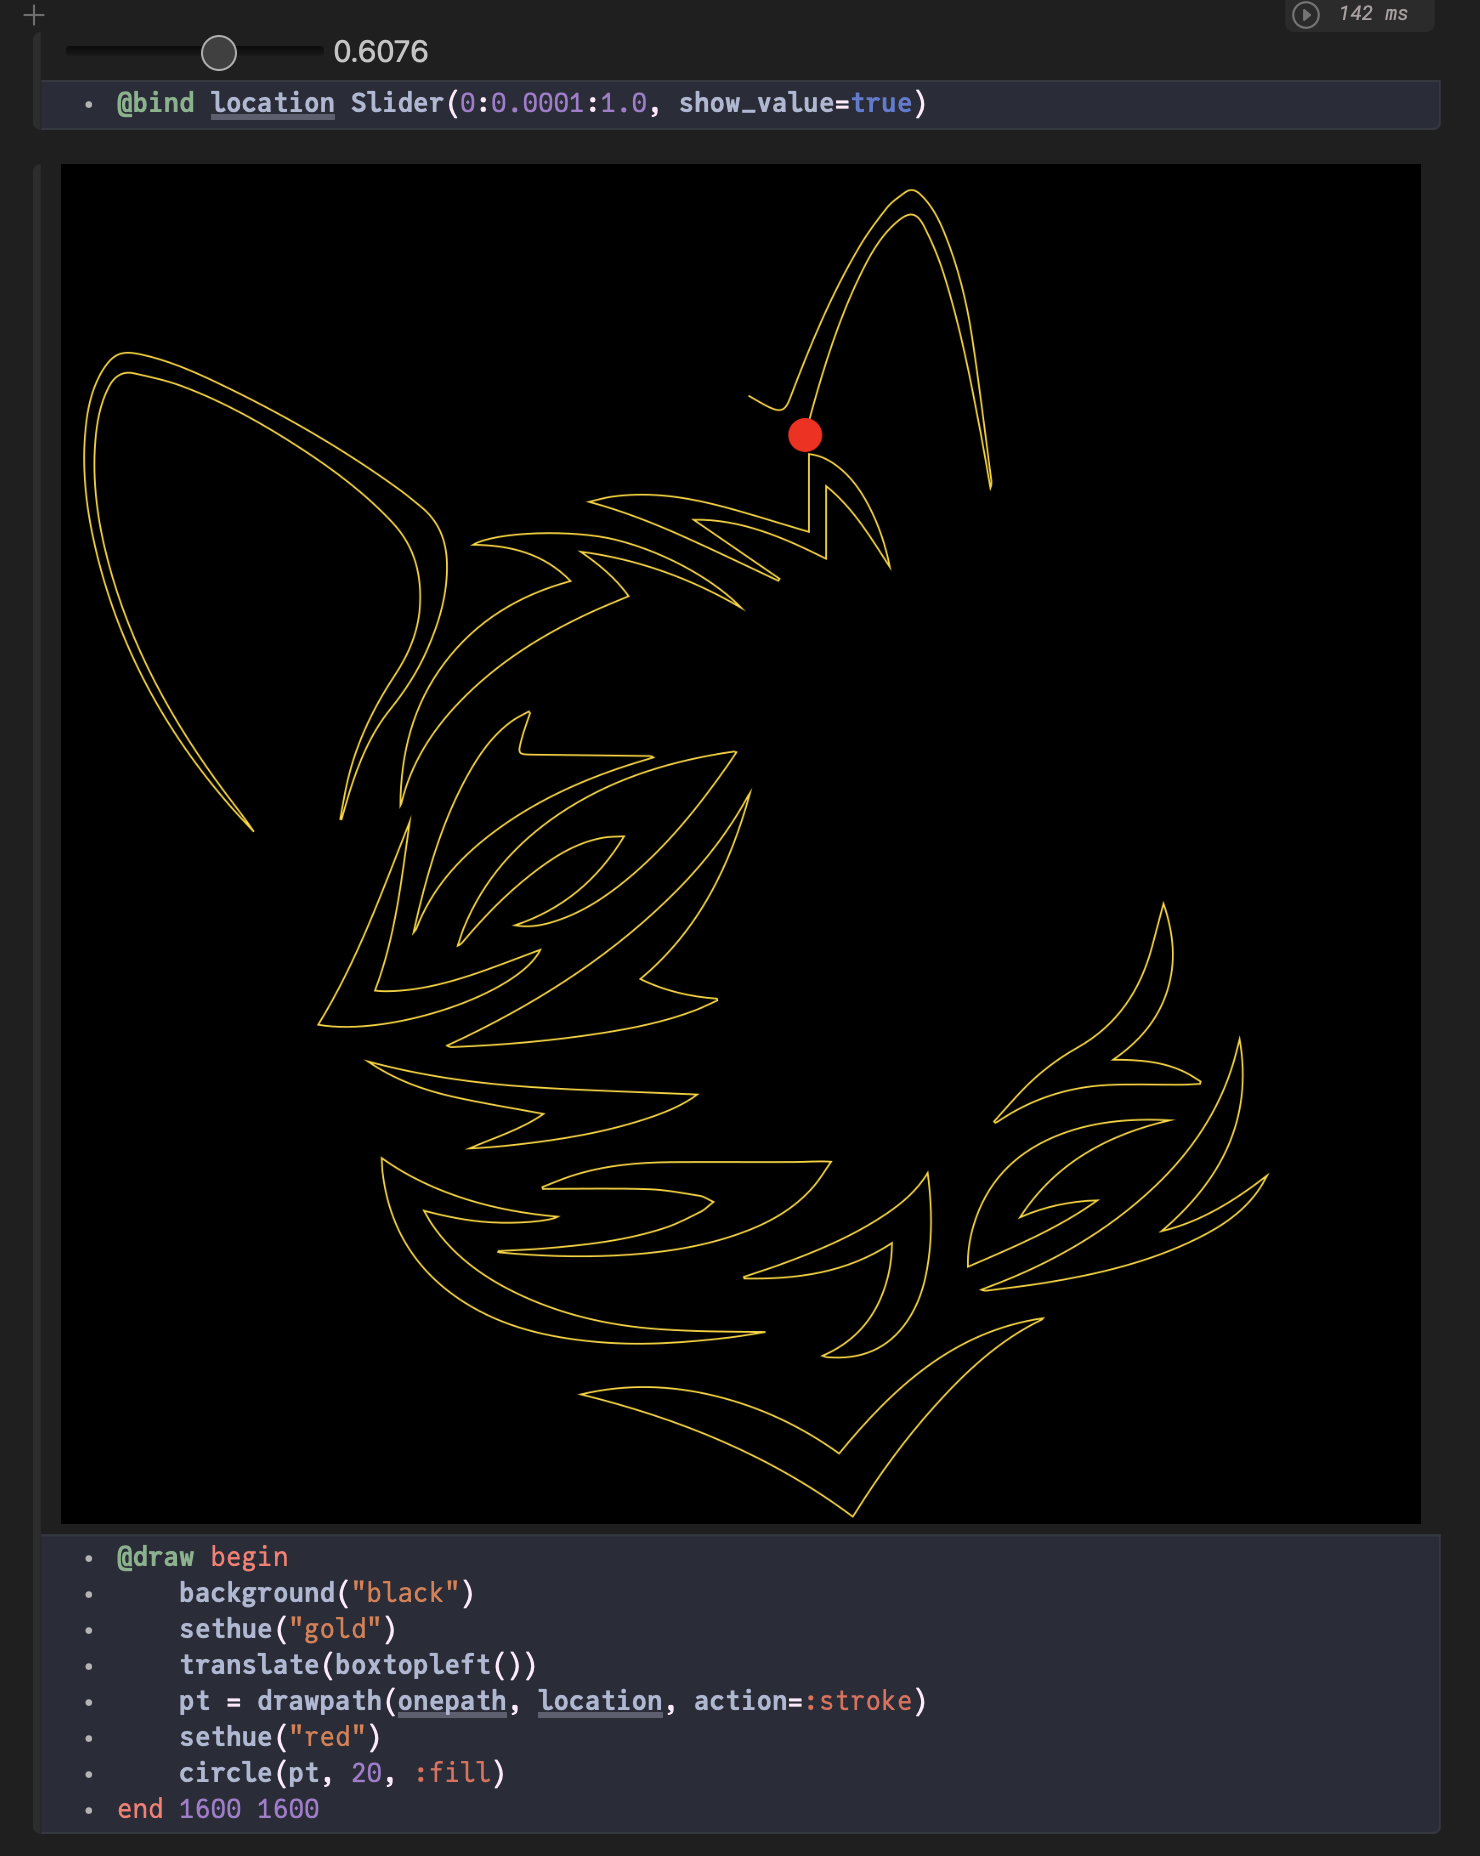 142 ms
0.6076
@bind location Slider(0:0.0001:1.0, show_value=true)
@draw begin
background("black")
sethue("gold")
translate(boxtopleft())
pt = drawpath(onepath, location, action=:stroke)
sethue("red")
circle(pt, 20, :fill)
end 1600 1600